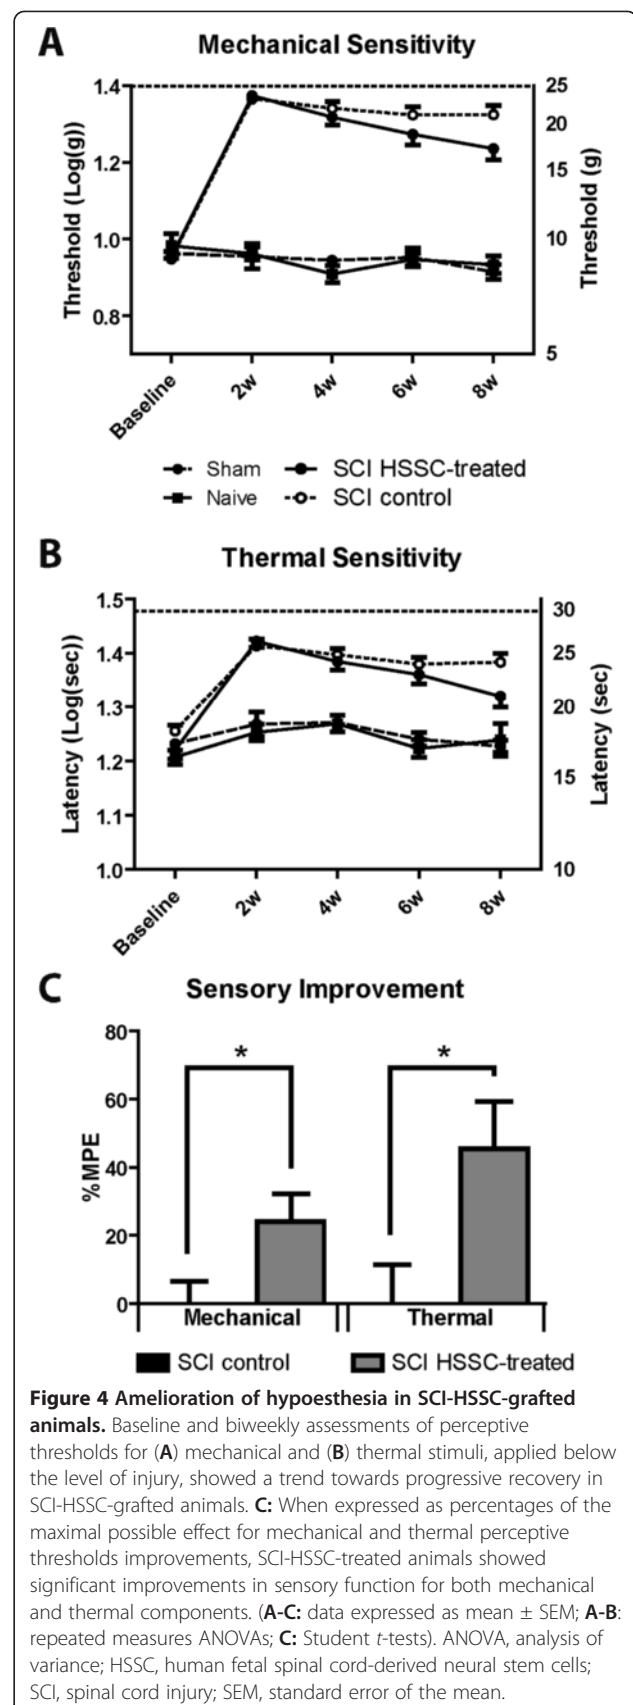 A
Mechanical Sensitivity
1.4
1.2
1.0
0.8
Threshold (Log(g))
25
20
15
10
5
Threshold (g)
Baseline
2w
4w
6w
8w
Sham
SCI HSSC-treated
Naive
SCI control
B
Thermal Sensitivity
1.5
1.4
1.3
1.2
1.1
1.0
Latency (Log(sec))
30
25
20
15
10
Latency (sec)
Baseline
2w
4w
6w
8w
C
Sensory Improvement
80
60
40
20
0
%MPE
*
*
Mechanical
Thermal
SCI control
SCI HSSC-treated
Figure 4 Amelioration of hypoesthesia in SCI-HSSC-grafted
animals. Baseline and biweekly assessments of perceptive
thresholds for (A) mechanical and (B) thermal stimuli, applied below
the level of injury, showed a trend towards progressive recovery in
SCI-HSSC-grafted animals. C: When expressed as percentages of the
maximal possible effect for mechanical and thermal perceptive
thresholds improvements, SCI-HSSC-treated animals showed
significant improvements in sensory function for both mechanical
and thermal components. (A-C: data expressed as mean ± SEM; A-B:
repeated measures ANOVAs; C: Student t-tests). ANOVA, analysis of
variance; HSSC, human fetal spinal cord-derived neural stem cells;
SCI, spinal cord injury; SEM, standard error of the mean.